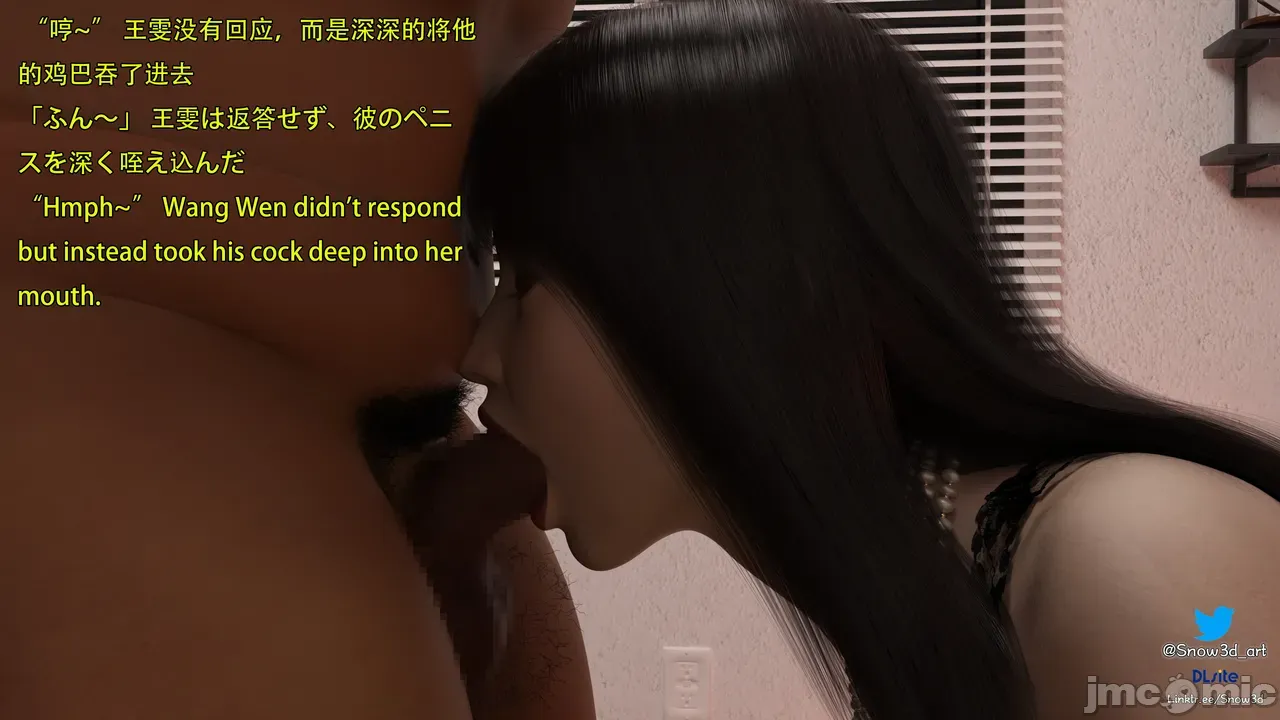 “哼~” 王雯没有回应，而是深深的将他
的鸡巴吞了进去
「ふん～」 王雯は返答せず、彼のペニ
スを深く咥え込んだ
“Hmph~” Wang Wen didn’t respond
but instead took his cock deep into her
mouth.
@Snow3d_art
DLsite
Linktr.ee/Snow3d
jmcomic